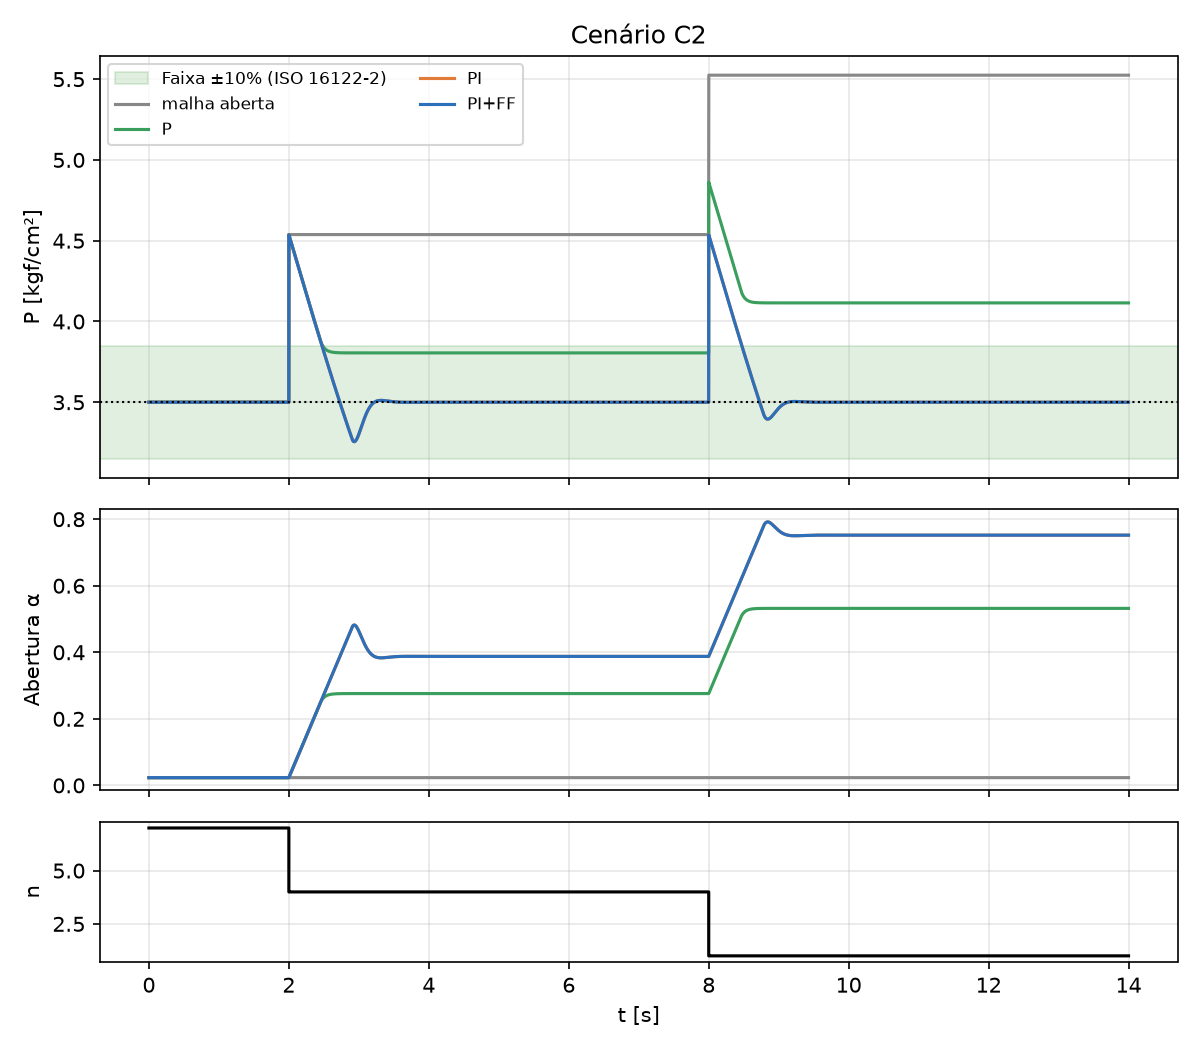 Cenário C2
Faixa ±10% (ISO 16122-2)
malha aberta
P
PI
PI+FF
P [kgf/cm²]
5.5
5.0
4.5
4.0
3.5
Abertura α
0.8
0.6
0.4
0.2
0.0
n
5.0
2.5
0 2 4 6 8 10 12 14
t [s]